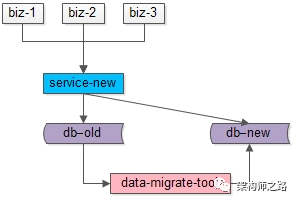 biz-1 biz-2 biz-3
service-new
db–old db–new
data-migrate-tool
架构师之路